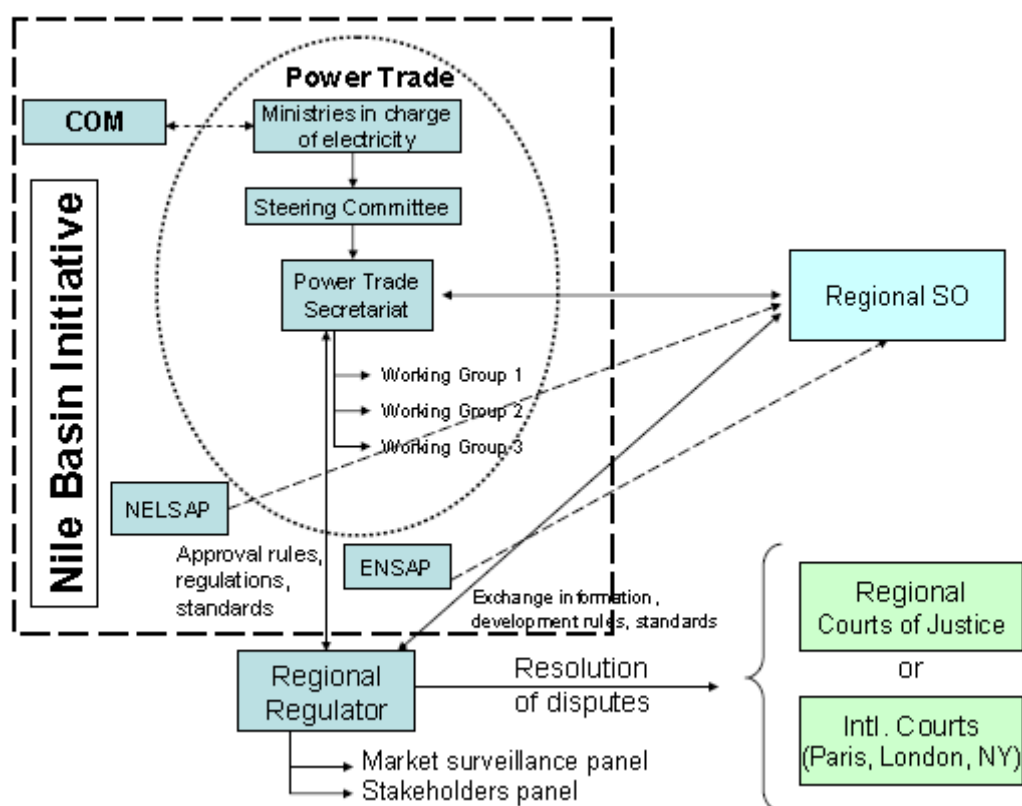 Power Trade
COM
Ministries in charge
of electricity
Steering Committee
Power Trade
Secretariat
Regional SO
Working Group 1
Working Group 2
Working Group 3
Nile Basin Initiative
NELSAP
ENSAP
Approval rules,
regulations,
standards
Exchange information,
development rules, standards
Regional
Regulator
Resolution
of disputes
Regional
Courts of Justice
or
Intl. Courts
(Paris, London, NY)
Market surveillance panel
Stakeholders panel